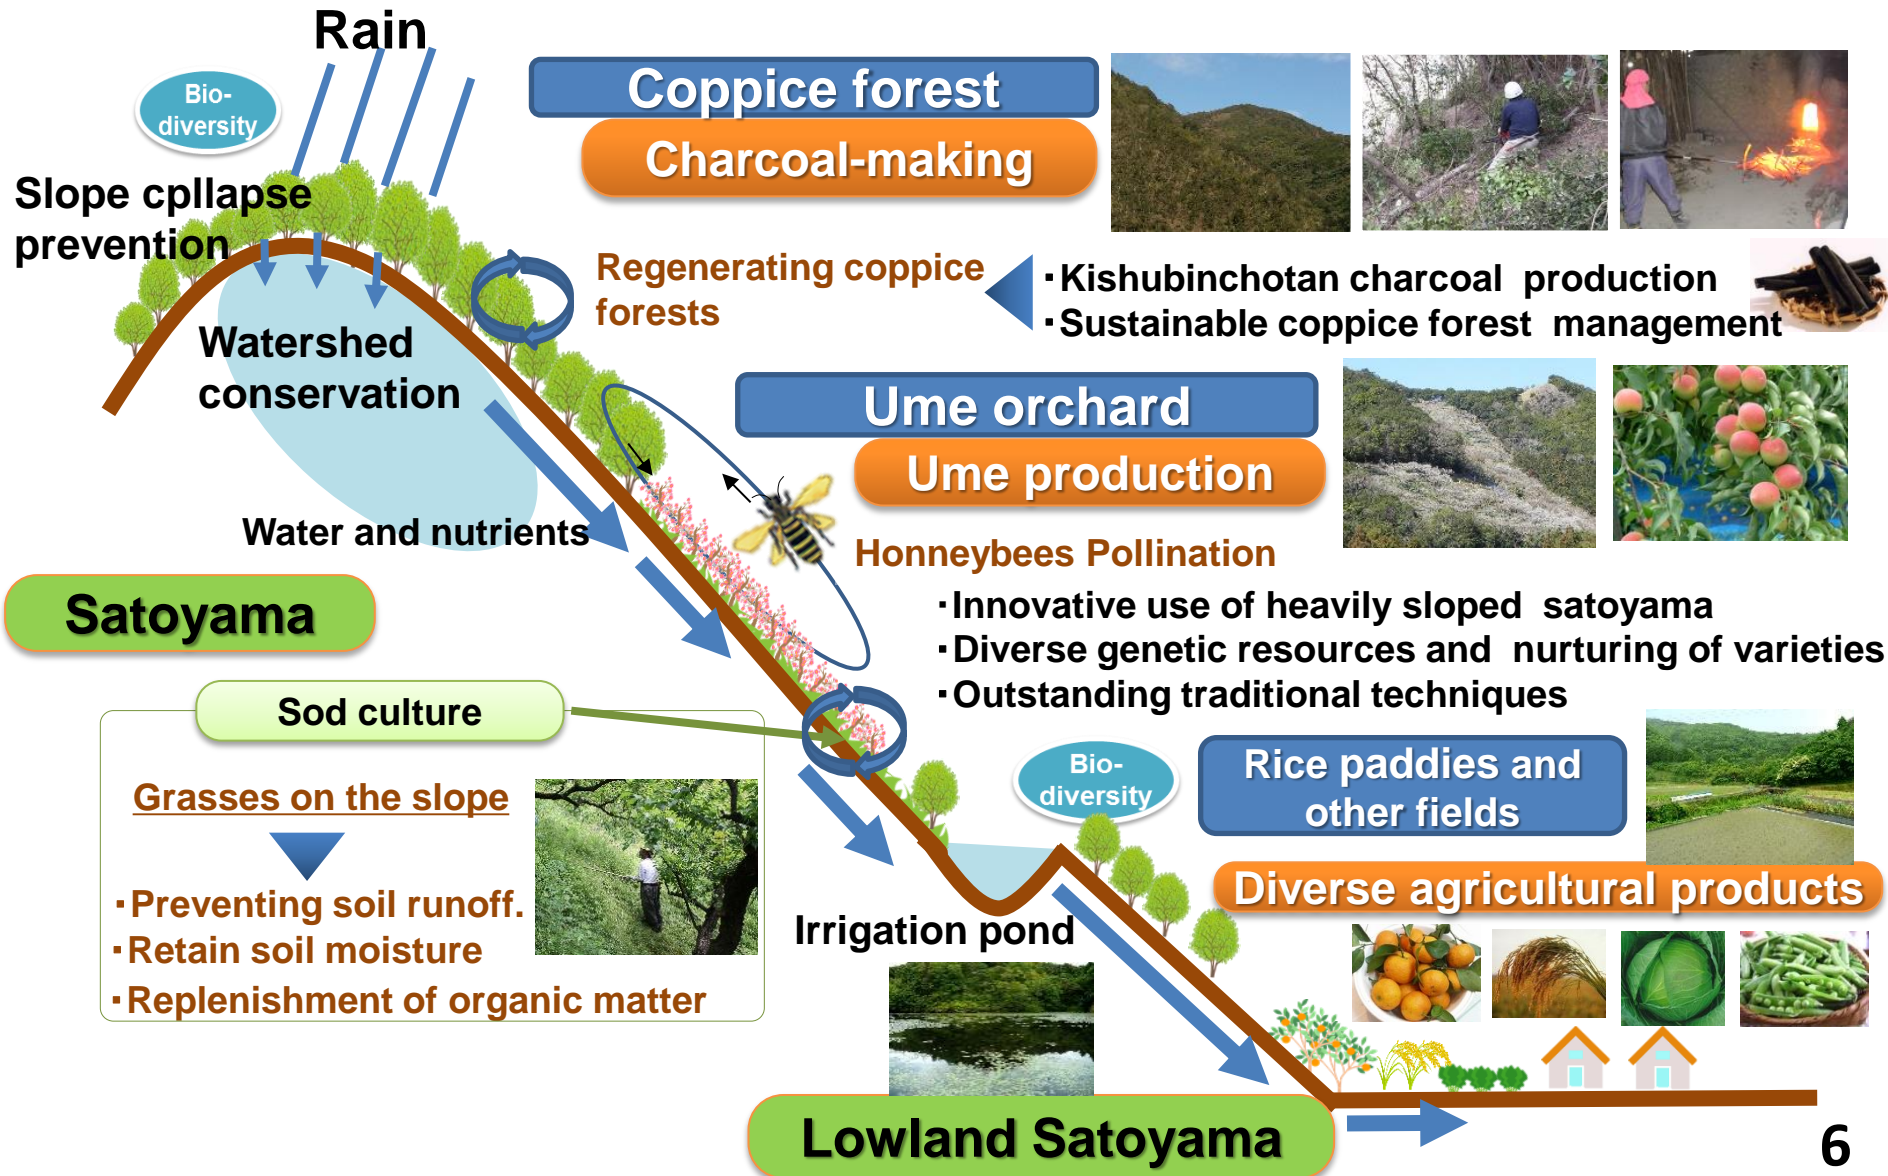 Rain
Bio-
diversity
Slope cpllapse
prevention
Coppice forest
Charcoal-making
Regenerating coppice
forests
・Kishubinchotan charcoal production
・Sustainable coppice forest management
Watershed
conservation
Water and nutrients
Ume orchard
Ume production
Honneybees Pollination
・Innovative use of heavily sloped satoyama
・Diverse genetic resources and nurturing of varieties
・Outstanding traditional techniques
Satoyama
Sod culture
Grasses on the slope
・Preventing soil runoff.
・Retain soil moisture
・Replenishment of organic matter
Bio-
diversity
Rice paddies and
other fields
Diverse agricultural products
Irrigation pond
Lowland Satoyama
6